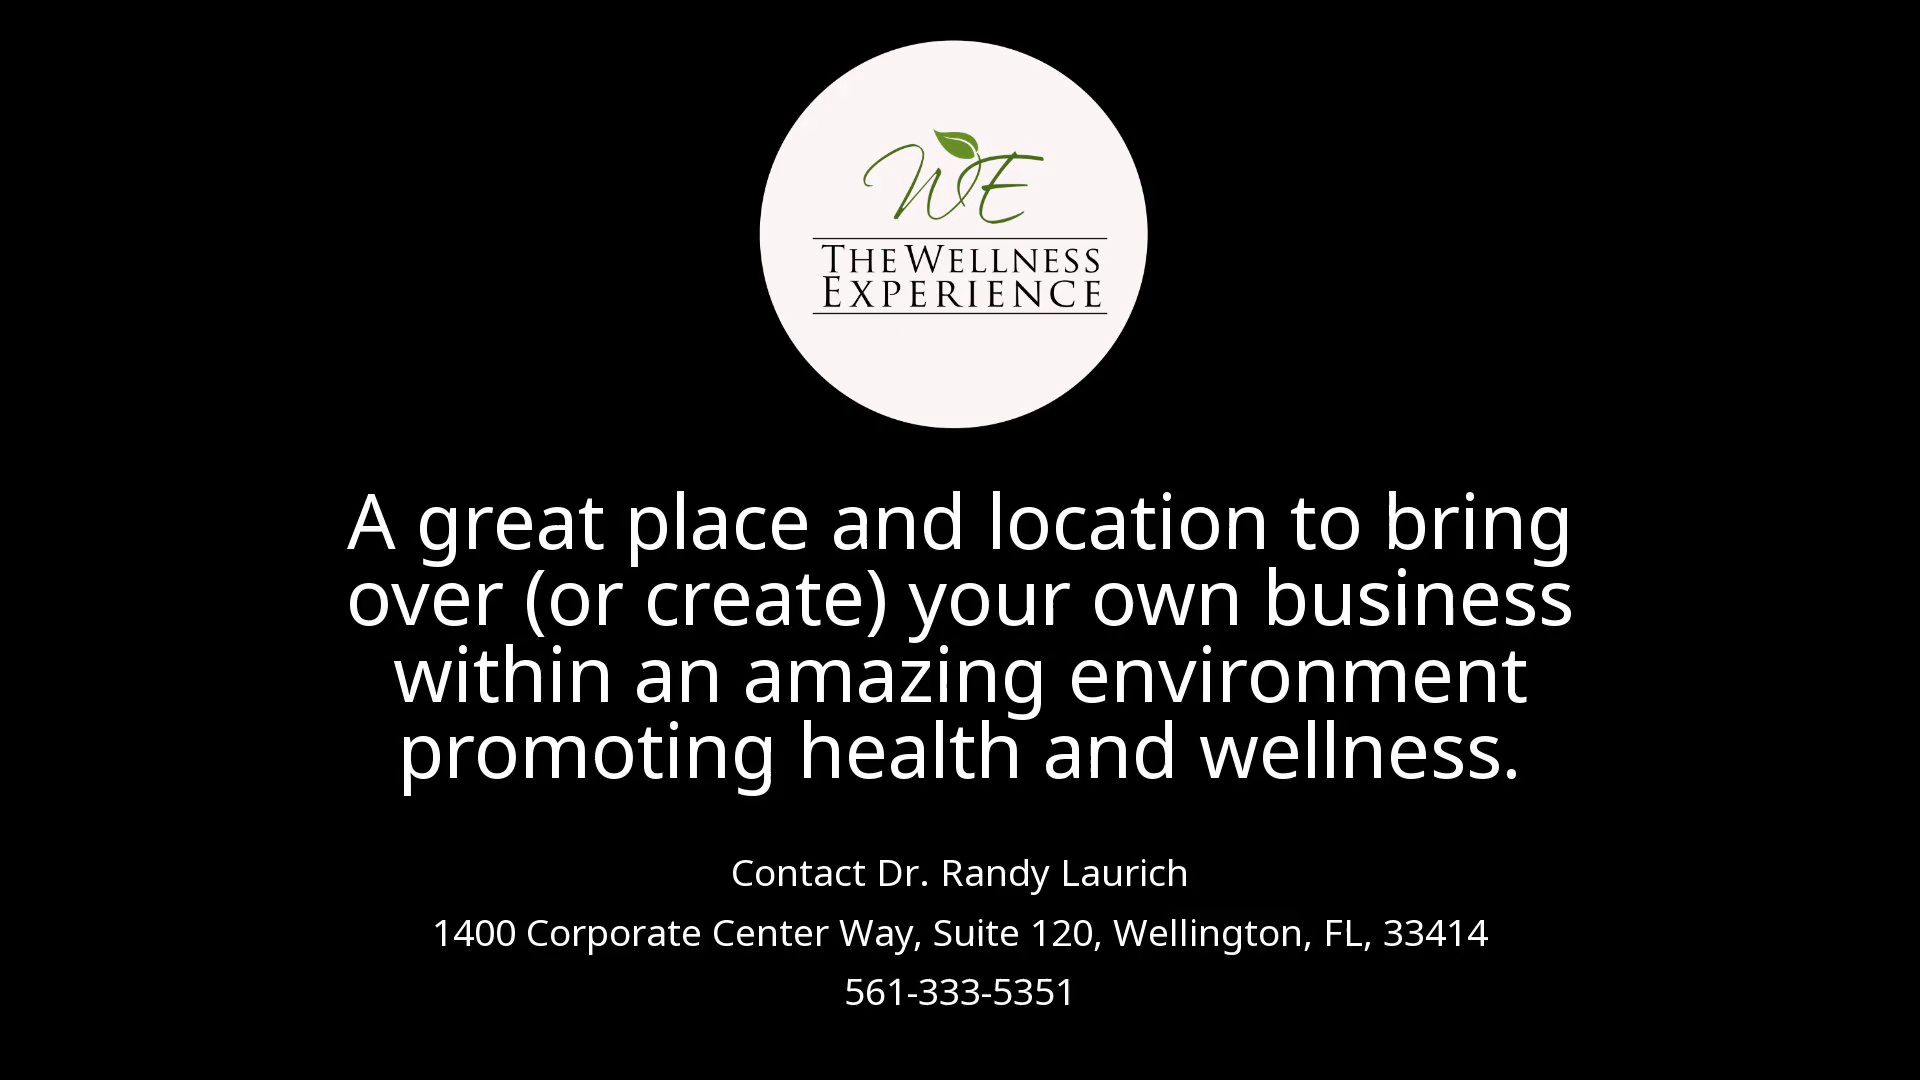 WE
THE WELLNESS
EXPERIENCE
A great place and location to bring
over (or create) your own business
within an amazing environment
promoting health and wellness.
Contact Dr. Randy Laurich
1400 Corporate Center Way, Suite 120, Wellington, FL, 33414
561-333-5351